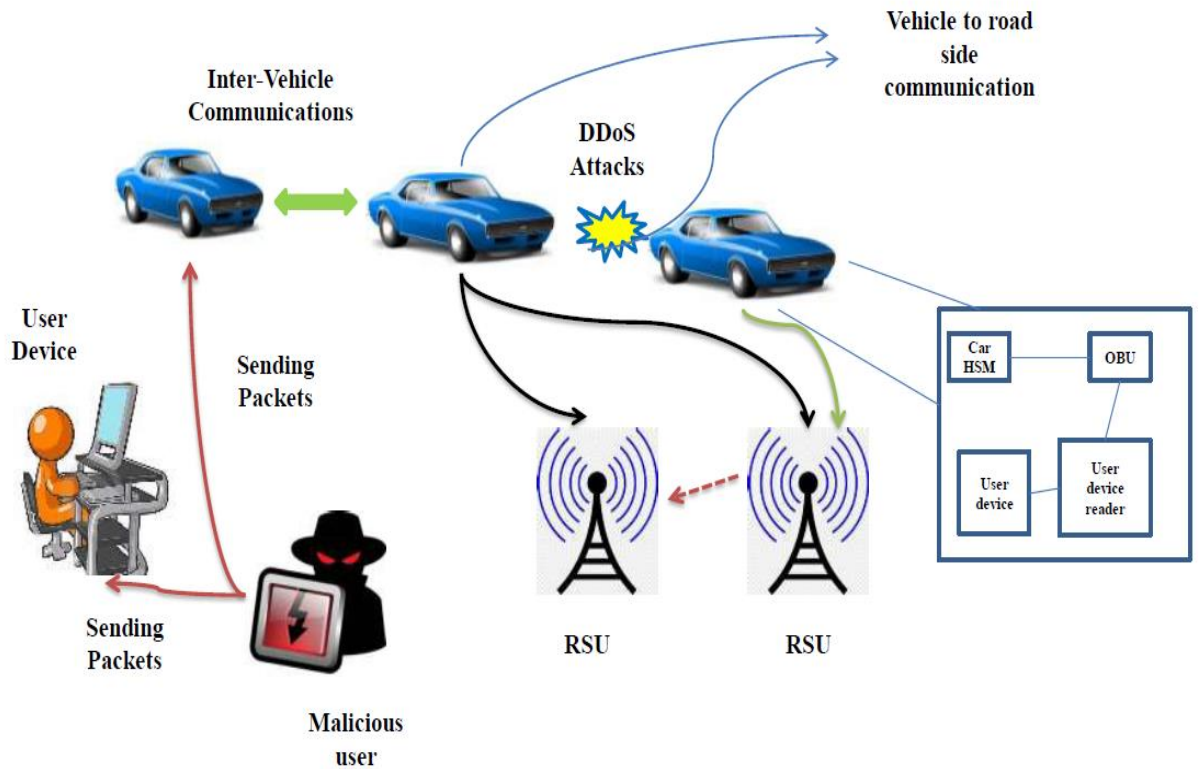 Vehicle to road
side
communication
Inter-Vehicle
Communications
DDoS
Attacks
User
Device
Sending
Packets
Car
HSM
OBU
User
device
User
device
reader
Sending
Packets
RSU
RSU
Malicious
user